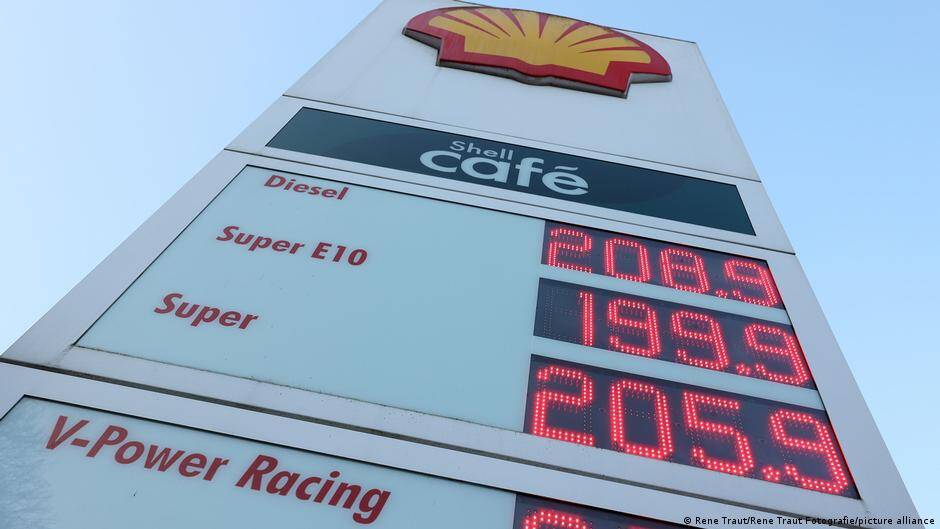 Shell
café
Diesel 208,9
Super E10 199,9
Super 205,9
V-Power Racing
© Rene Traut/Rene Traut Fotografie/picture alliance